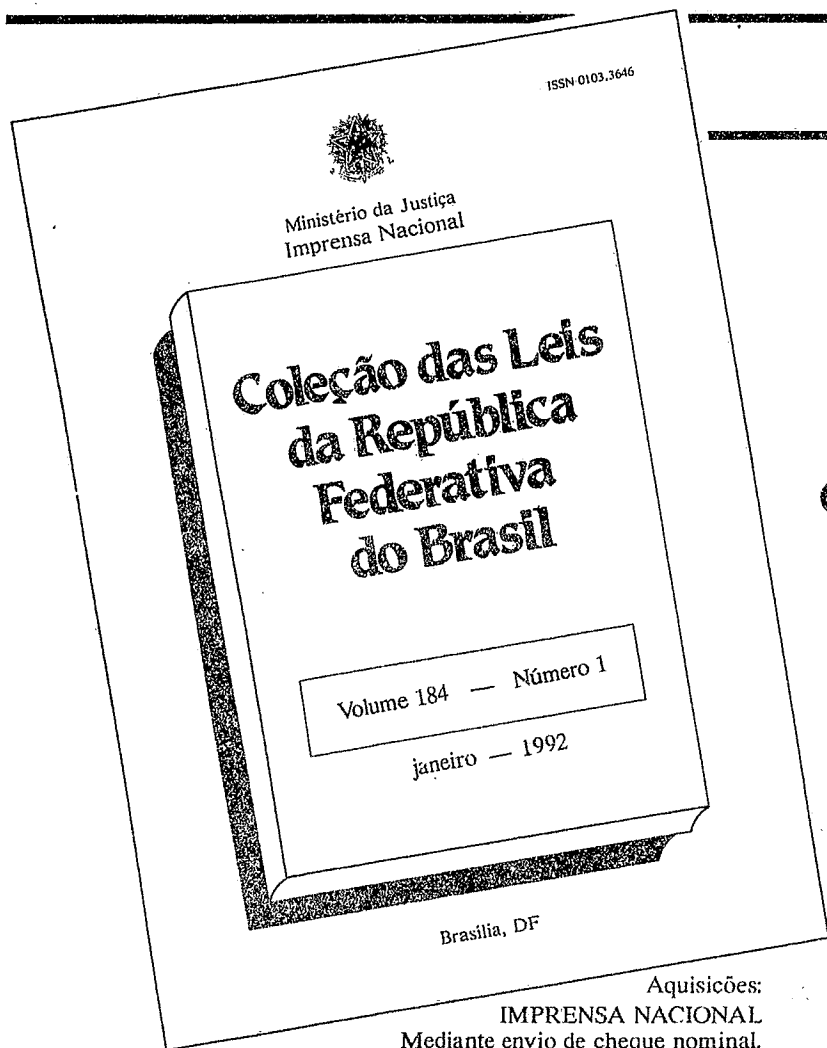 ISSN 0103.3646
Ministério da Justiça
Imprensa Nacional
Coleção das Leis
da República
Federativa
do Brasil
Volume 184 — Número 1
janeiro — 1992
Brasília, DF
Aquisições:
IMPRENSA NACIONAL
Mediante envio de cheque nominal.